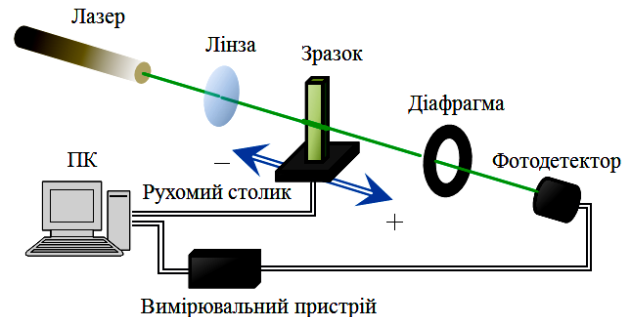 Лазер
Лінза
Зразок
Діафрагма
Фотодетектор
ПК
–
Рухомий столик
+
Вимірювальний пристрій